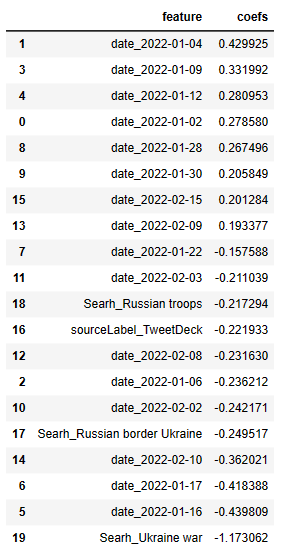 feature coefs
1 date_2022-01-04 0.429925
3 date_2022-01-09 0.331992
4 date_2022-01-12 0.280953
0 date_2022-01-02 0.278580
8 date_2022-01-28 0.267496
9 date_2022-01-30 0.205849
15 date_2022-02-15 0.201284
13 date_2022-02-09 0.193377
7 date_2022-01-22 -0.157588
11 date_2022-02-03 -0.211039
18 Searh_Russian troops -0.217294
16 sourceLabel_TweetDeck -0.221933
12 date_2022-02-08 -0.231630
2 date_2022-01-06 -0.236212
10 date_2022-02-02 -0.242171
17 Searh_Russian border Ukraine -0.249517
14 date_2022-02-10 -0.362021
6 date_2022-01-17 -0.418388
5 date_2022-01-16 -0.439809
19 Searh_Ukraine war -1.173062